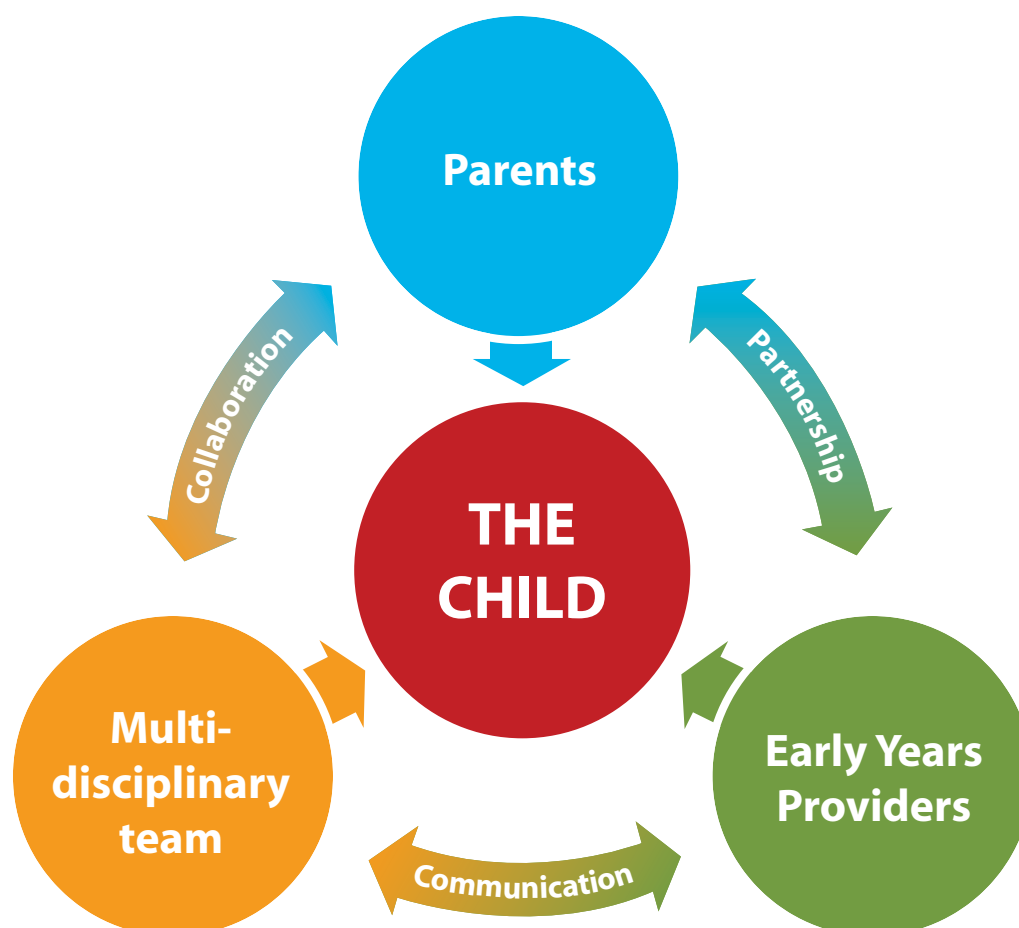 Parents
Collaboration
Partnership
THE
CHILD
Multi-
disciplinary
team
Early Years
Providers
Communication